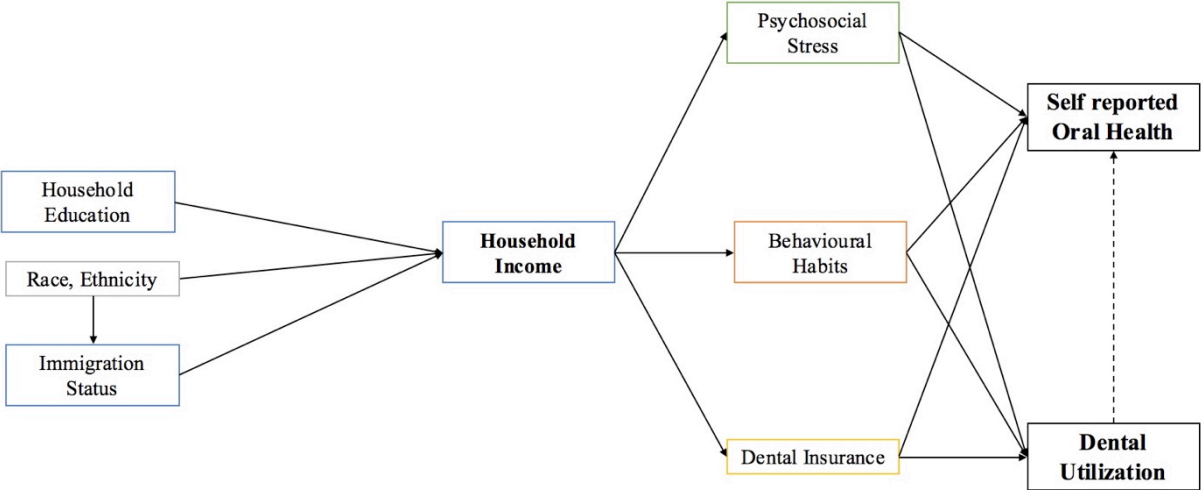 Psychosocial
Stress
Self reported
Oral Health
Household
Education
Household
Income
Behavioural
Habits
Race, Ethnicity
Immigration
Status
Dental Insurance
Dental
Utilization